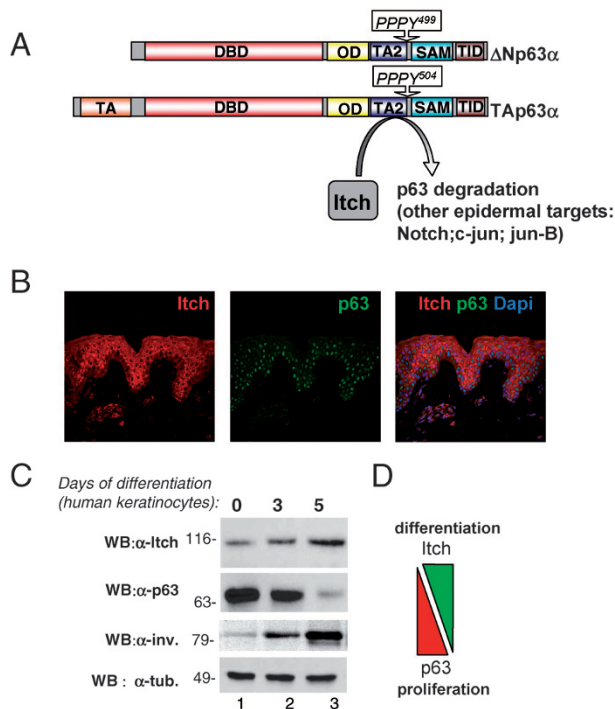 A
PPPY499
DBD OD TA2 SAM TID ΔNp63α
PPPY504
TA DBD OD TA2 SAM TID TAp63α
Itch
p63 degradation
(other epidermal targets:
Notch;c-jun; jun-B)
B
Itch
p63
Itch p63 Dapi
C
Days of differentiation
(human keratinocytes): 0 3 5
WB:α-Itch 116-
WB:α-p63 63-
WB:α-inv. 79-
WB : α-tub. 49-
1 2 3
D
differentiation
Itch
p63
proliferation